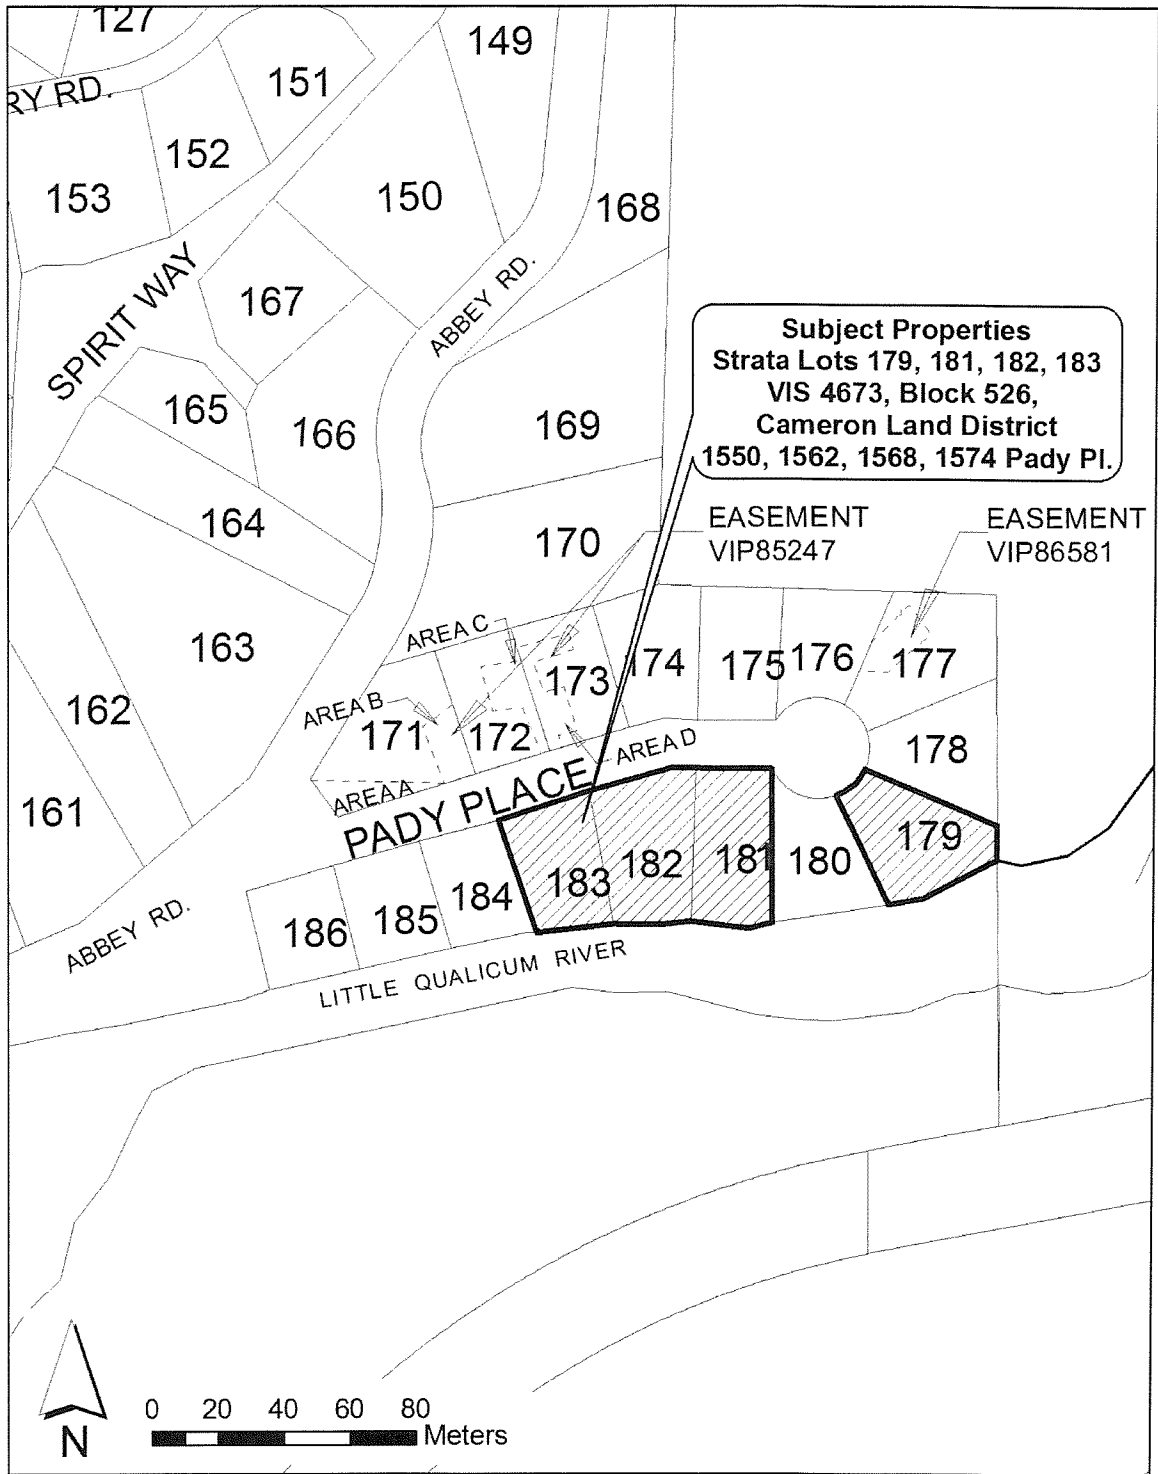 127
149
151
RY RD.
152
153
150
168
SPIRIT WAY
167
ABBEY RD.
Subject Properties
Strata Lots 179, 181, 182, 183
VIS 4673, Block 526,
Cameron Land District
1550, 1562, 1568, 1574 Pady Pl.
165
166
169
164
170
EASEMENT
VIP85247
EASEMENT
VIP86581
163
AREA C
162
AREA B
171
172
173
174
175
176
177
AREA D
178
161
AREA A
PADY PLACE
179
180
181
182
183
184
185
186
ABBEY RD.
LITTLE QUALICUM RIVER
N
0 20 40 60 80
Meters